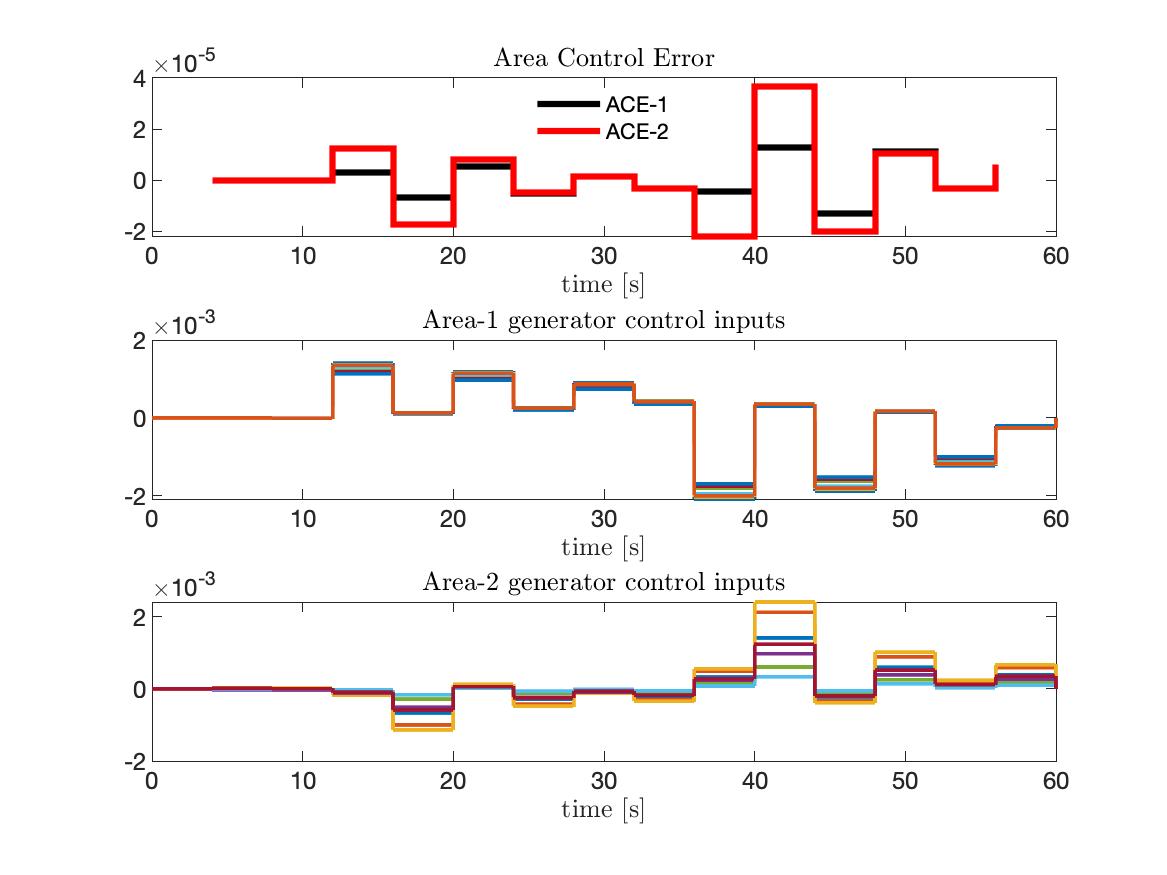 Area Control Error
×10-5
4
2
0
-2
ACE-1
ACE-2
0 10 20 30 40 50 60
time [s]
Area-1 generator control inputs
×10-3
2
0
-2
0 10 20 30 40 50 60
time [s]
Area-2 generator control inputs
×10-3
2
0
-2
0 10 20 30 40 50 60
time [s]